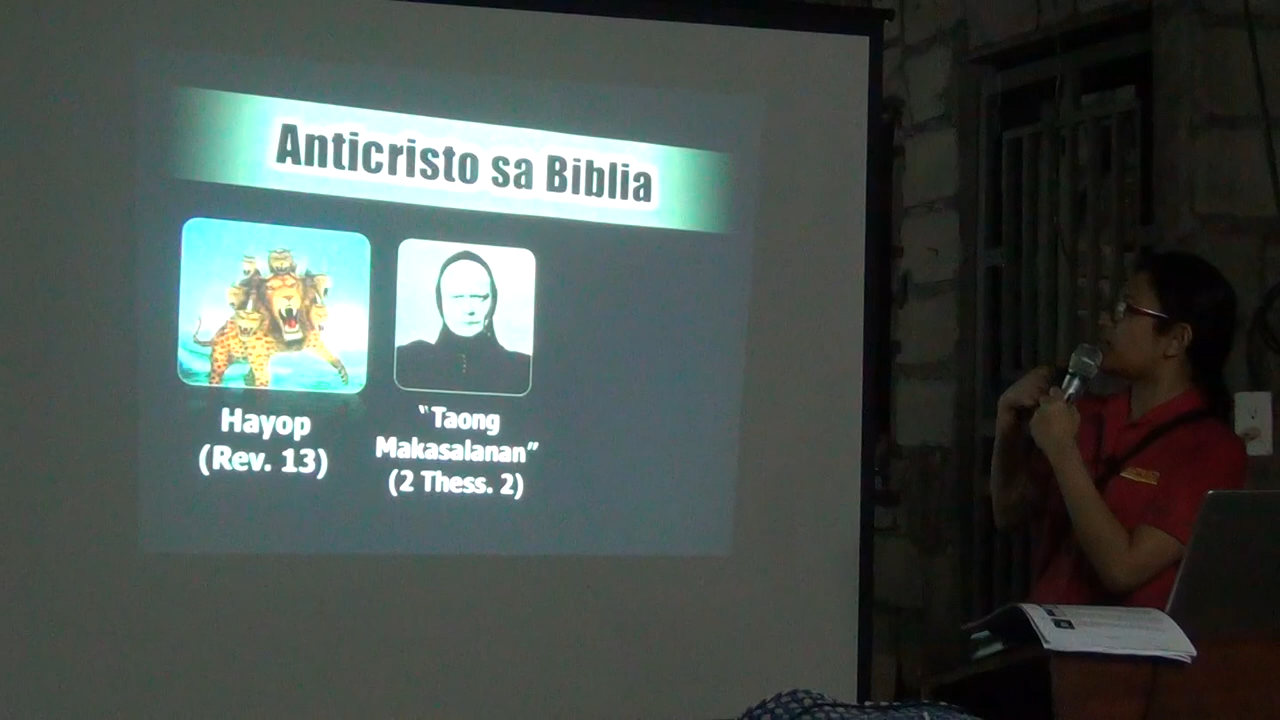 Anticristo sa Biblia
Hayop
(Rev. 13)
“Taong
Makasalanan”
(2 Thess. 2)